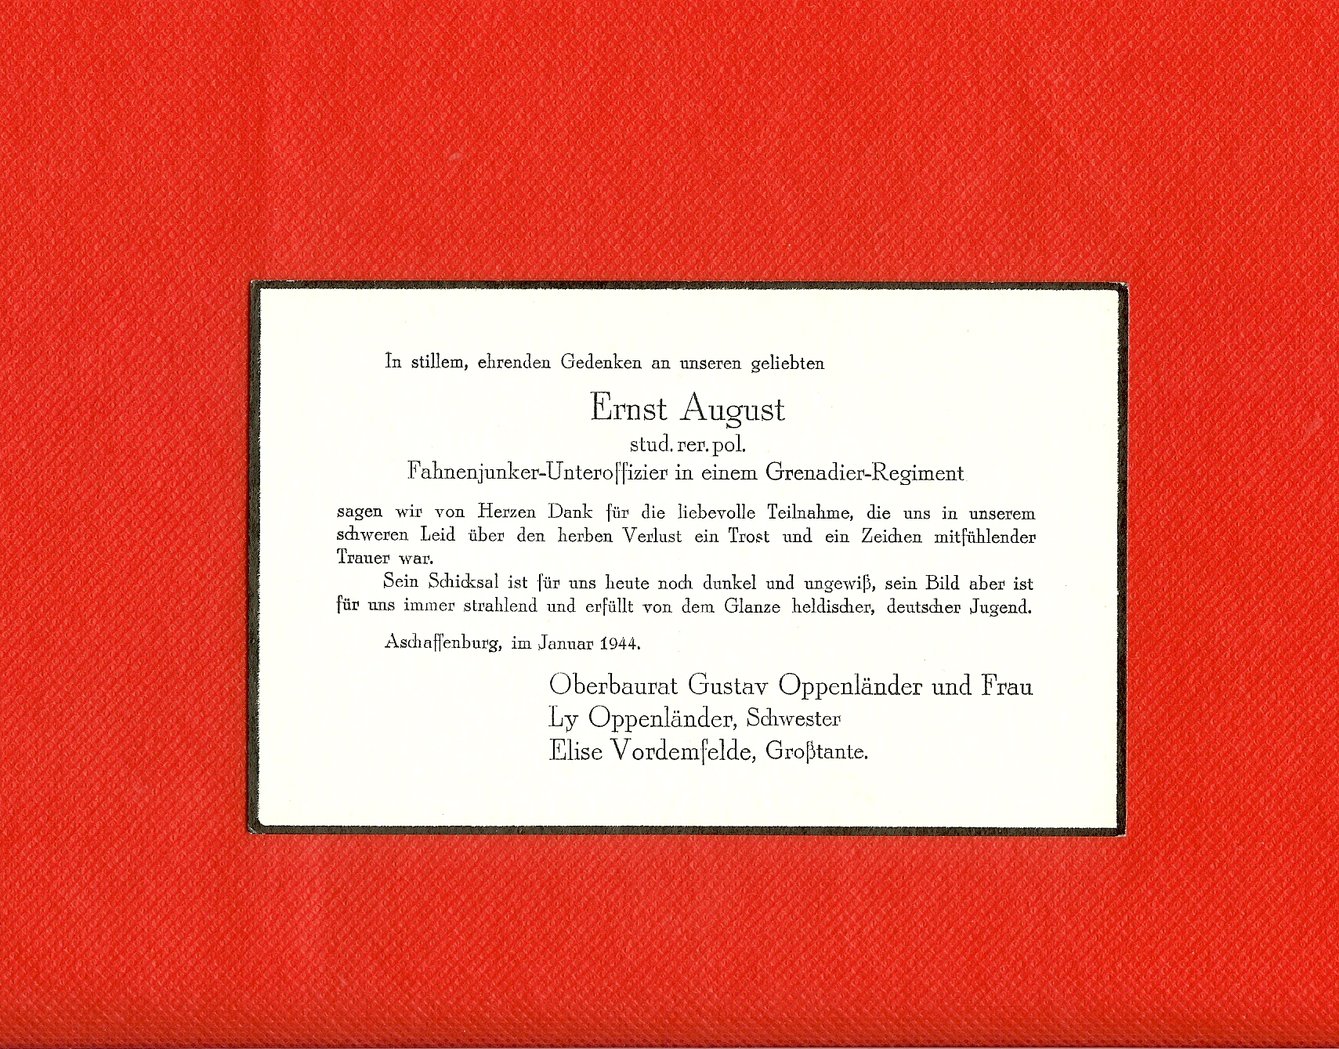 In stillem, ehrenden Gedenken an unseren geliebten
Ernst August
stud. rer. pol.
Fahnenjunker-Unteroffizier in einem Grenadier-Regiment
sagen wir von Herzen Dank für die liebevolle Teilnahme, die uns in unserem
schweren Leid über den herben Verlust ein Trost und ein Zeichen mitfühlender
Trauer war.
Sein Schicksal ist für uns heute noch dunkel und ungewiß, sein Bild aber ist
für uns immer strahlend und erfüllt von dem Glanze heldischer, deutscher Jugend.
Aschaffenburg, im Januar 1944.
Oberbaurat Gustav Oppenländer und Frau
Ly Oppenländer, Schwester
Elise Vordemfelde, Großtante.